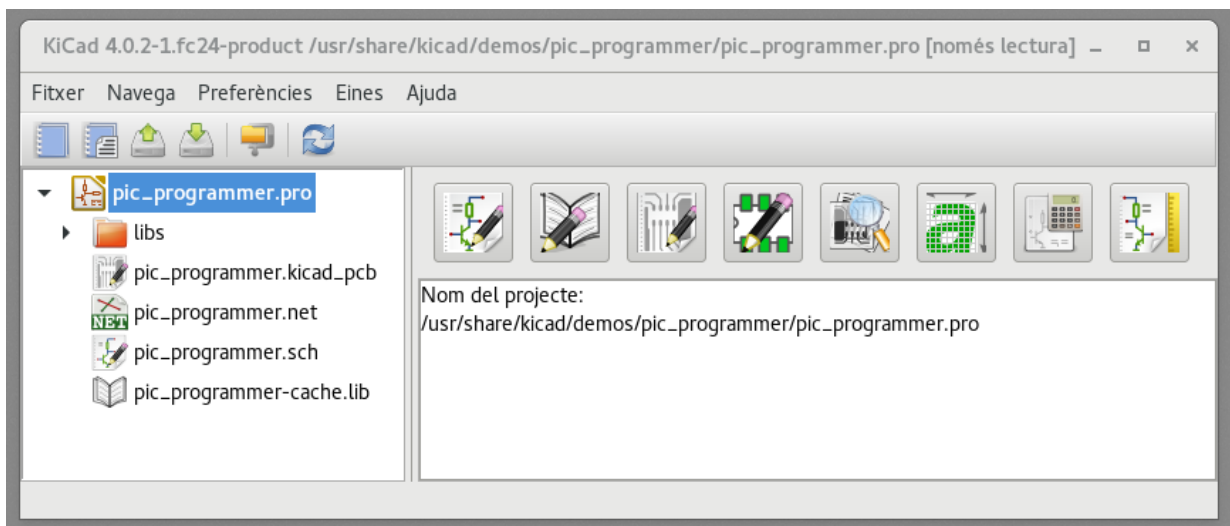 KiCad 4.0.2-1.fc24-product /usr/share/kicad/demos/pic_programmer/pic_programmer.pro [només lectura]
Fitxer Navega Preferències Eines Ajuda
pic_programmer.pro
libs
pic_programmer.kicad_pcb
NET pic_programmer.net
pic_programmer.sch
pic_programmer-cache.lib
a
Nom del projecte:
/usr/share/kicad/demos/pic_programmer/pic_programmer.pro